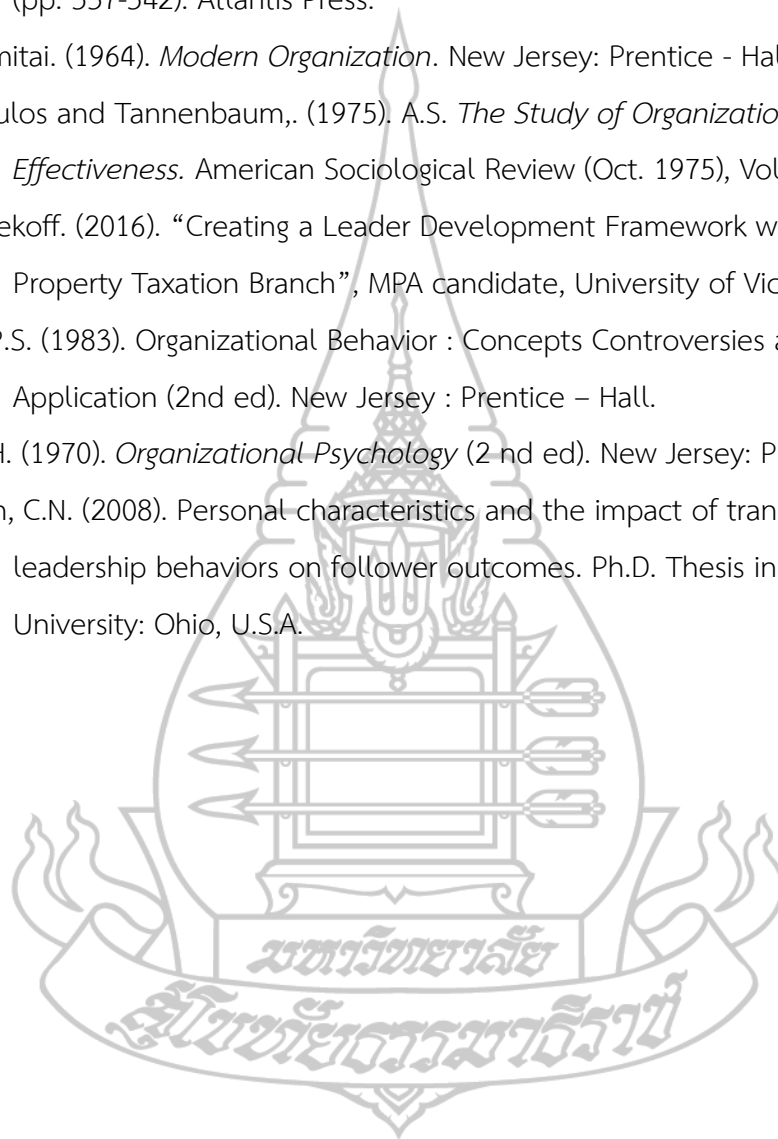 (pp. 337-342). Atlantis Press.
mitai. (1964). Modern Organization. New Jersey: Prentice - Hal
ulos and Tannenbaum,. (1975). A.S. The Study of Organizatio
Effectiveness. American Sociological Review (Oct. 1975), Vol
ekoff. (2016). “Creating a Leader Development Framework w
Property Taxation Branch”, MPA candidate, University of Vic
P.S. (1983). Organizational Behavior : Concepts Controversies a
Application (2nd ed). New Jersey : Prentice – Hall.
H. (1970). Organizational Psychology (2 nd ed). New Jersey: P
n, C.N. (2008). Personal characteristics and the impact of tran
leadership behaviors on follower outcomes. Ph.D. Thesis in
University: Ohio, U.S.A.
มหาวิทยาลัย
สุโขทัยธรรมาธิราช